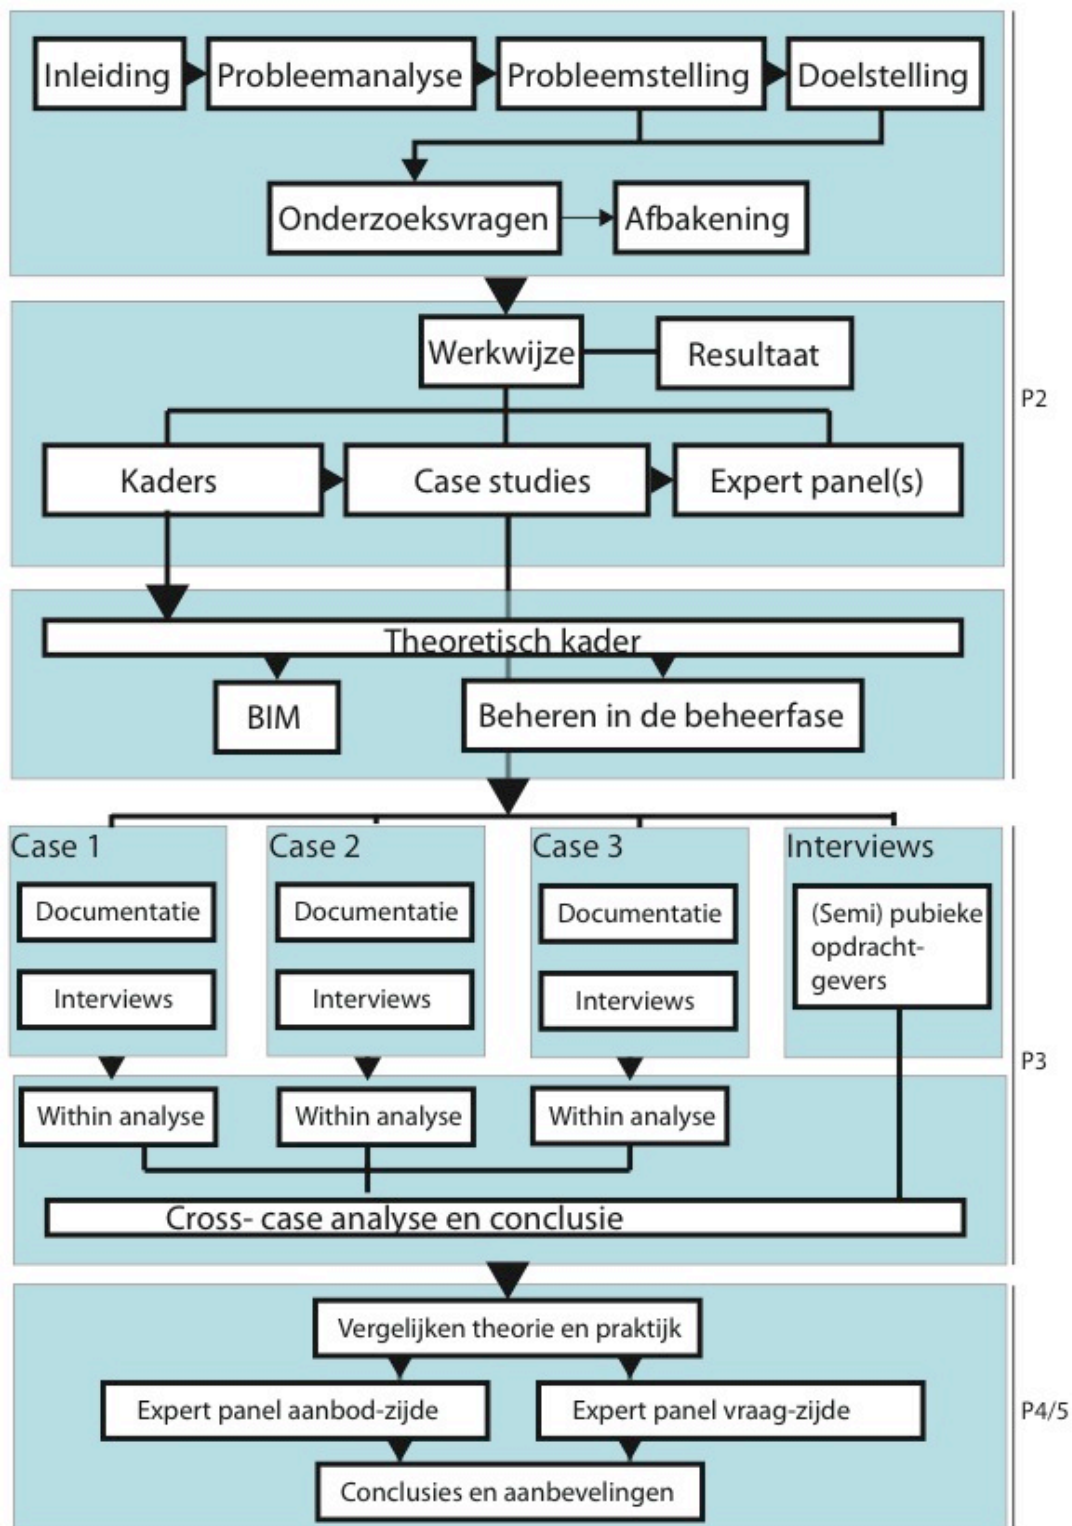 Inleiding
Probleemanalyse
Probleemstelling
Doelstelling
Onderzoeksvragen
Afbakening
Werkwijze
Resultaat
P2
Kaders
Case studies
Expert panel(s)
Theoretisch kader
BIM
Beheren in de beheerfase
Case 1
Case 2
Case 3
Interviews
Documentatie
Documentatie
Documentatie
(Semi) pubieke
opdracht-
gevers
Interviews
Interviews
Interviews
P3
Within analyse
Within analyse
Within analyse
Cross- case analyse en conclusie
Vergelijken theorie en praktijk
Expert panel aanbod-zijde
Expert panel vraag-zijde
P4/5
Conclusies en aanbevelingen